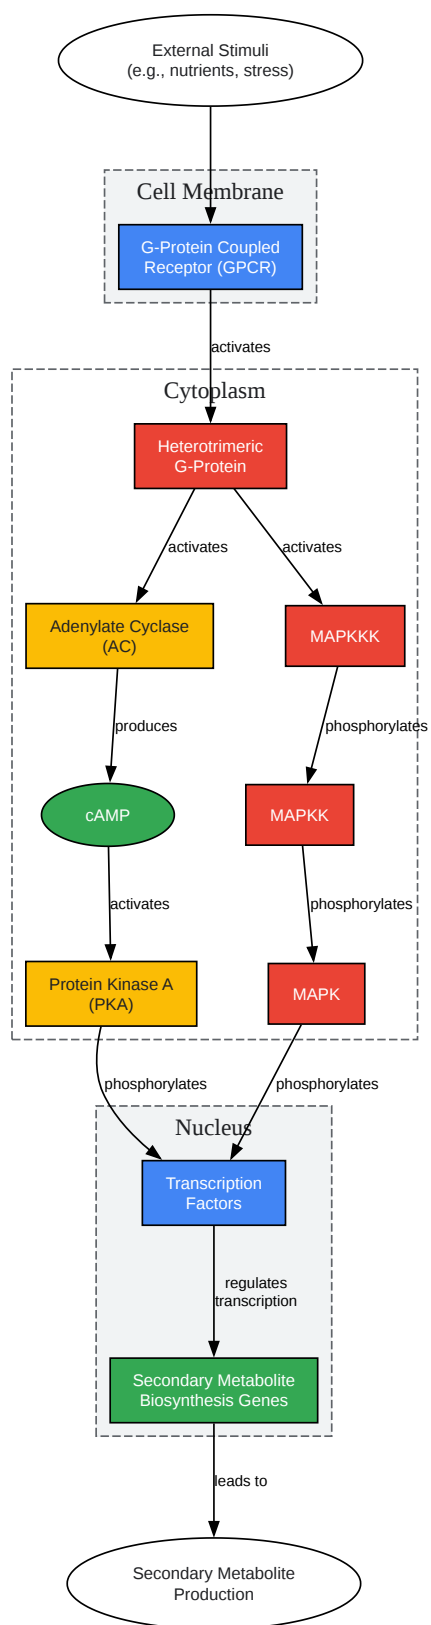 External Stimuli
(e.g., nutrients, stress)
Cell Membrane
G-Protein Coupled
Receptor (GPCR)
activates
Cytoplasm
Heterotrimeric
G-Protein
activates
activates
Adenylate Cyclase
(AC)
MAPKKK
produces
phosphorylates
cAMP
MAPKK
activates
phosphorylates
Protein Kinase A
(PKA)
MAPK
phosphorylates
phosphorylates
Nucleus
Transcription
Factors
regulates
transcription
Secondary Metabolite
Biosynthesis Genes
leads to
Secondary Metabolite
Production